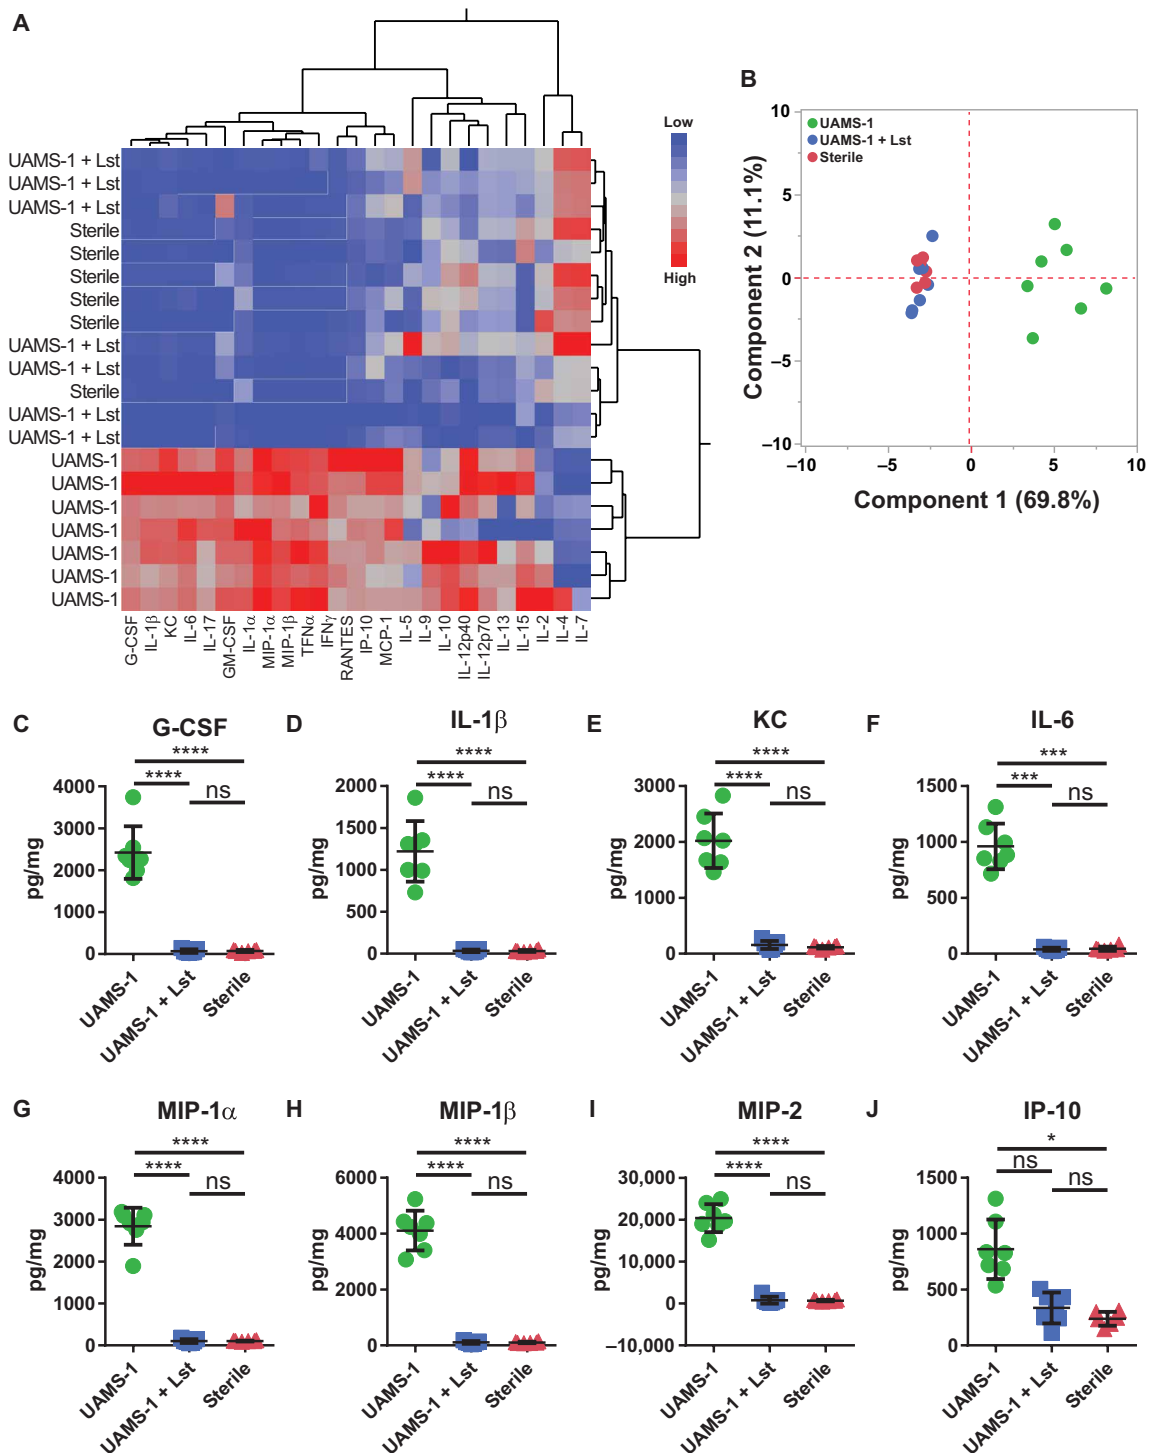 A
Low
High
UAMS-1 + Lst
UAMS-1 + Lst
UAMS-1 + Lst
Sterile
Sterile
Sterile
Sterile
Sterile
UAMS-1 + Lst
UAMS-1 + Lst
Sterile
UAMS-1 + Lst
UAMS-1 + Lst
UAMS-1
UAMS-1
UAMS-1
UAMS-1
UAMS-1
UAMS-1
UAMS-1
G-CSF
IL-1β
KC
IL-6
IL-17
GM-CSF
IL-1α
MIP-1α
MIP-1β
TFNα
IFNγ
RANTES
IP-10
MCP-1
IL-5
IL-9
IL-10
IL-12p40
IL-12p70
IL-13
IL-15
IL-2
IL-4
IL-7
B
UAMS-1
UAMS-1 + Lst
Sterile
Component 2 (11.1%)
10
5
0
−5
−10
−10
−5
0
5
10
Component 1 (69.8%)
C
G-CSF
****
****
ns
pg/mg
4000
3000
2000
1000
0
UAMS-1
UAMS-1 + Lst
Sterile
D
IL-1β
****
****
ns
pg/mg
2000
1500
1000
500
0
UAMS-1
UAMS-1 + Lst
Sterile
E
KC
****
****
ns
pg/mg
3000
2000
1000
0
UAMS-1
UAMS-1 + Lst
Sterile
F
IL-6
***
***
ns
pg/mg
1500
1000
500
0
UAMS-1
UAMS-1 + Lst
Sterile
G
MIP-1α
****
****
ns
pg/mg
4000
3000
2000
1000
0
UAMS-1
UAMS-1 + Lst
Sterile
H
MIP-1β
****
****
ns
pg/mg
6000
4000
2000
0
UAMS-1
UAMS-1 + Lst
Sterile
I
MIP-2
****
****
ns
pg/mg
30,000
20,000
10,000
0
−10,000
UAMS-1
UAMS-1 + Lst
Sterile
J
IP-10
*
ns
ns
pg/mg
1500
1000
500
0
UAMS-1
UAMS-1 + Lst
Sterile